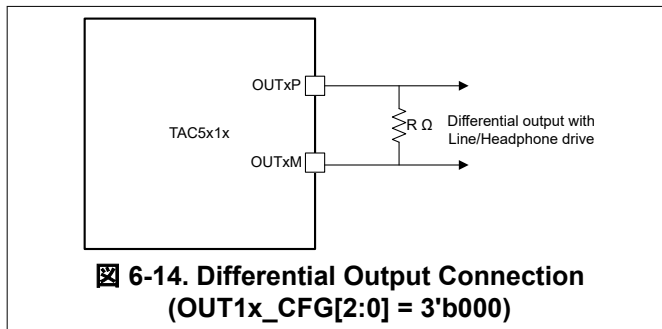 OUTxP
TAC5x1x
R Ω
Differential output with
Line/Headphone drive
OUTxM
図 6-14. Differential Output Connection
(OUT1x_CFG[2:0] = 3'b000)